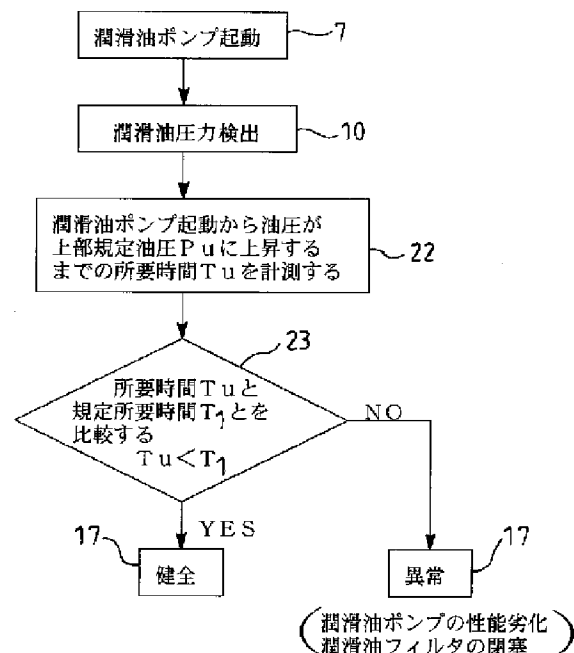 潤滑油ポンプ起動
7
潤滑油圧力検出
10
潤滑油ポンプ起動から油圧が
上部規定油圧Puに上昇する
までの所要時間Tuを計測する
22
23
所要時間Tuと
規定所要時間T1とを
比較する
Tu<T1
NO
YES
17
健全
17
異常
(潤滑油ポンプの性能劣化
潤滑油フィルタの閉塞)